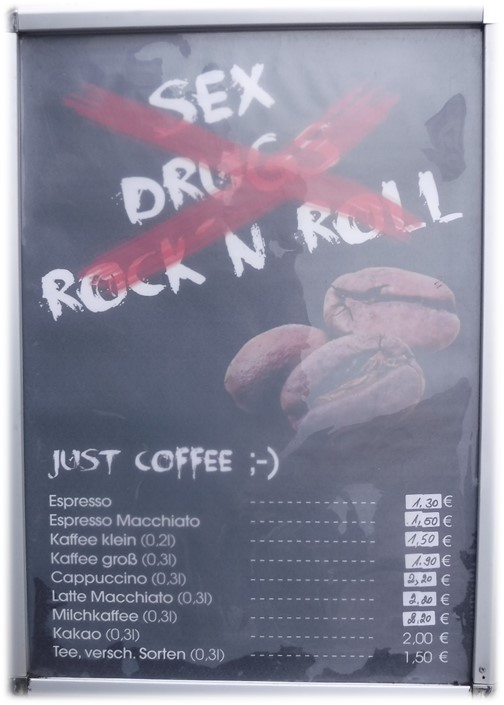 SEX
DRUGS
ROCK N ROLL
JUST COFFEE ;-)
Espresso ---------------------- 1.30 €
Espresso Macchiato ---------------------- 1,60 €
Kaffee klein (0,2l) ---------------------- 1,50 €
Kaffee groß (0,3l) ---------------------- 1.90 €
Cappuccino (0,3l) ---------------------- 2,20 €
Latte Macchiato (0,3l) ---------------------- 2.20 €
Milchkaffee (0,3l) ---------------------- 2.20 €
Kakao (0,3l) ---------------------- 2,00 €
Tee, versch. Sorten (0,3l) ---------------------- 1,50 €